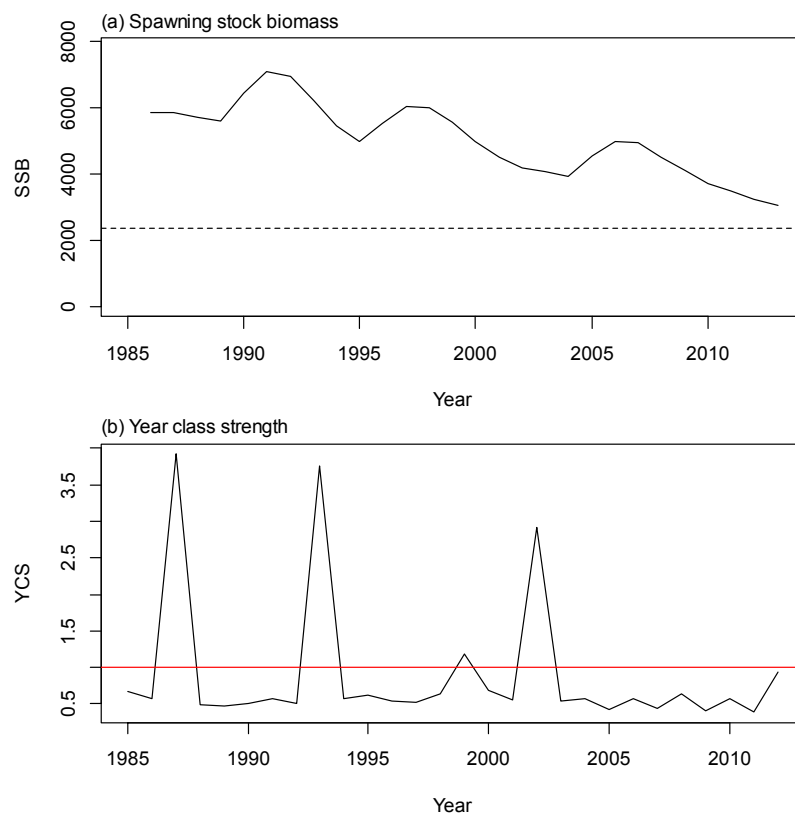 (a) Spawning stock biomass
8000
6000
4000
2000
0
SSB
1985 1990 1995 2000 2005 2010
Year
(b) Year class strength
3.5
2.5
1.5
0.5
YCS
1985 1990 1995 2000 2005 2010
Year